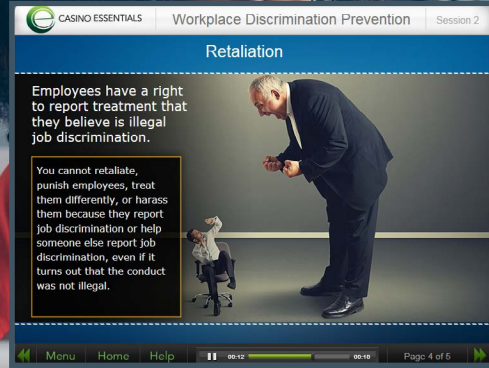 e CASINO ESSENTIALS Workplace Discrimination Prevention Session 2
Retaliation
Employees have a right
to report treatment that
they believe is illegal
job discrimination.
You cannot retaliate,
punish employees, treat
them differently, or harass
them because they report
job discrimination or help
someone else report job
discrimination, even if it
turns out that the conduct
was not illegal.
Menu Home Help 00:12 00:18 Page 4 of 5